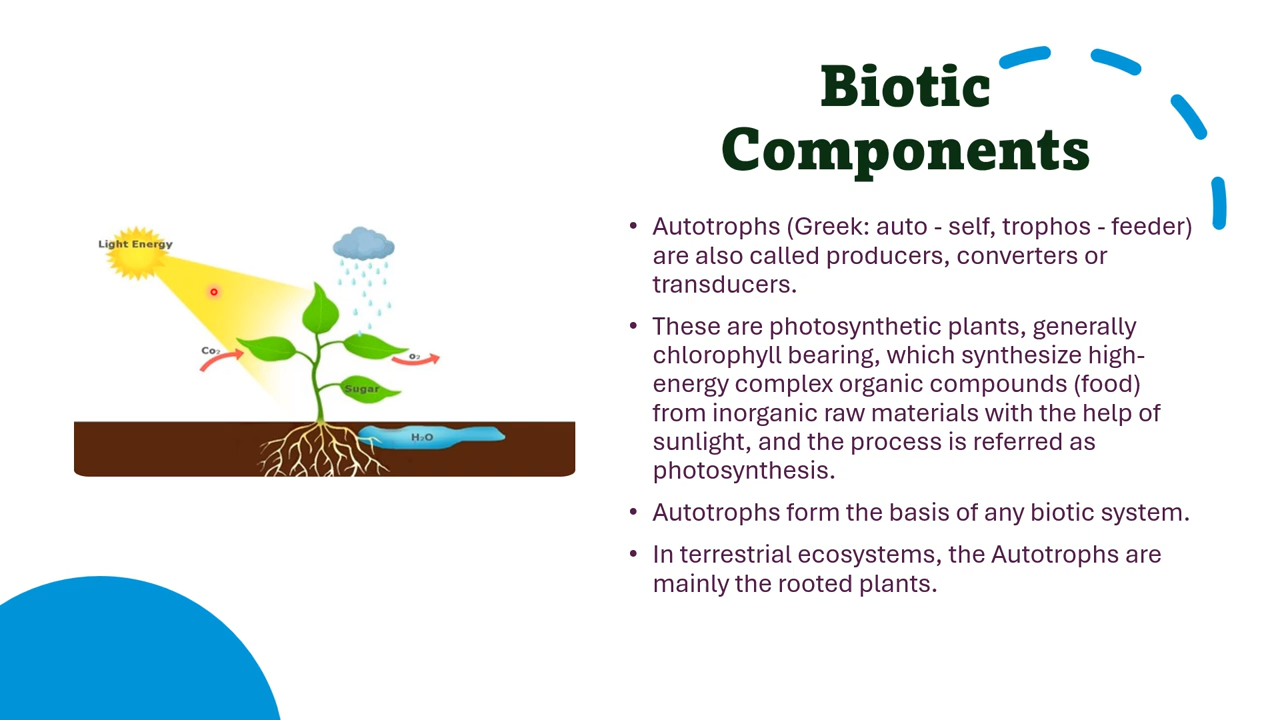 Biotic
Components
Light Energy
Co₂
o₂
Sugar
H₂O
• Autotrophs (Greek: auto - self, trophos - feeder)
are also called producers, converters or
transducers.
• These are photosynthetic plants, generally
chlorophyll bearing, which synthesize high-
energy complex organic compounds (food)
from inorganic raw materials with the help of
sunlight, and the process is referred as
photosynthesis.
• Autotrophs form the basis of any biotic system.
• In terrestrial ecosystems, the Autotrophs are
mainly the rooted plants.